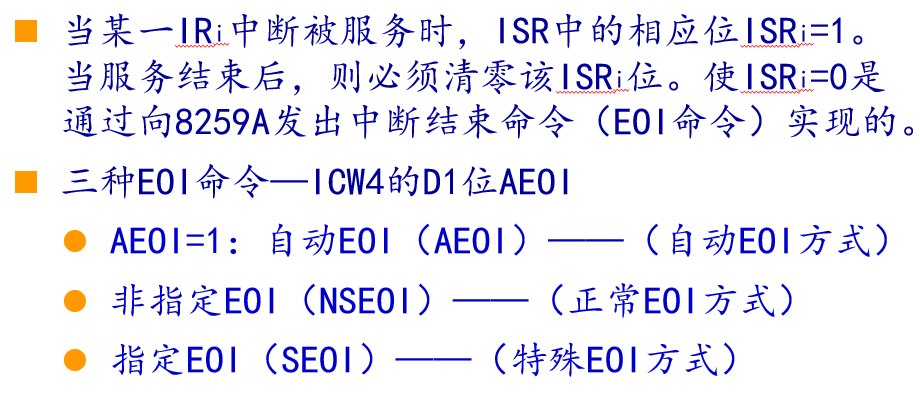 当某一IRi中断被服务时，ISR中的相应位ISRi=1。
当服务结束后，则必须清零该ISRi位。使ISRi=0是
通过向8259A发出中断结束命令（EOI命令）实现的。
三种EOI命令—ICW4的D1位AEOI
AEOI=1：自动EOI（AEOI）——（自动EOI方式）
非指定EOI（NSEOI）——（正常EOI方式）
指定EOI（SEOI）——（特殊EOI方式）